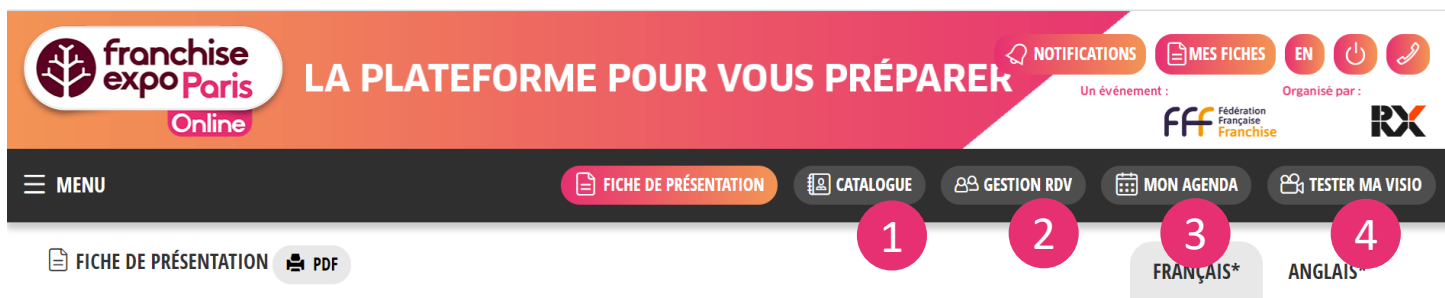 franchise
expo Paris
Online
LA PLATEFORME POUR VOUS PRÉPARER
NOTIFICATIONS
MES FICHES
EN
Un événement :
Organisé par :
FFF Fédération
Française
Franchise
RX
MENU
FICHE DE PRÉSENTATION
CATALOGUE
GESTION RDV
MON AGENDA
TESTER MA VISIO
1
2
3
4
FICHE DE PRÉSENTATION
PDF
FRANÇAIS*
ANGLAIS*